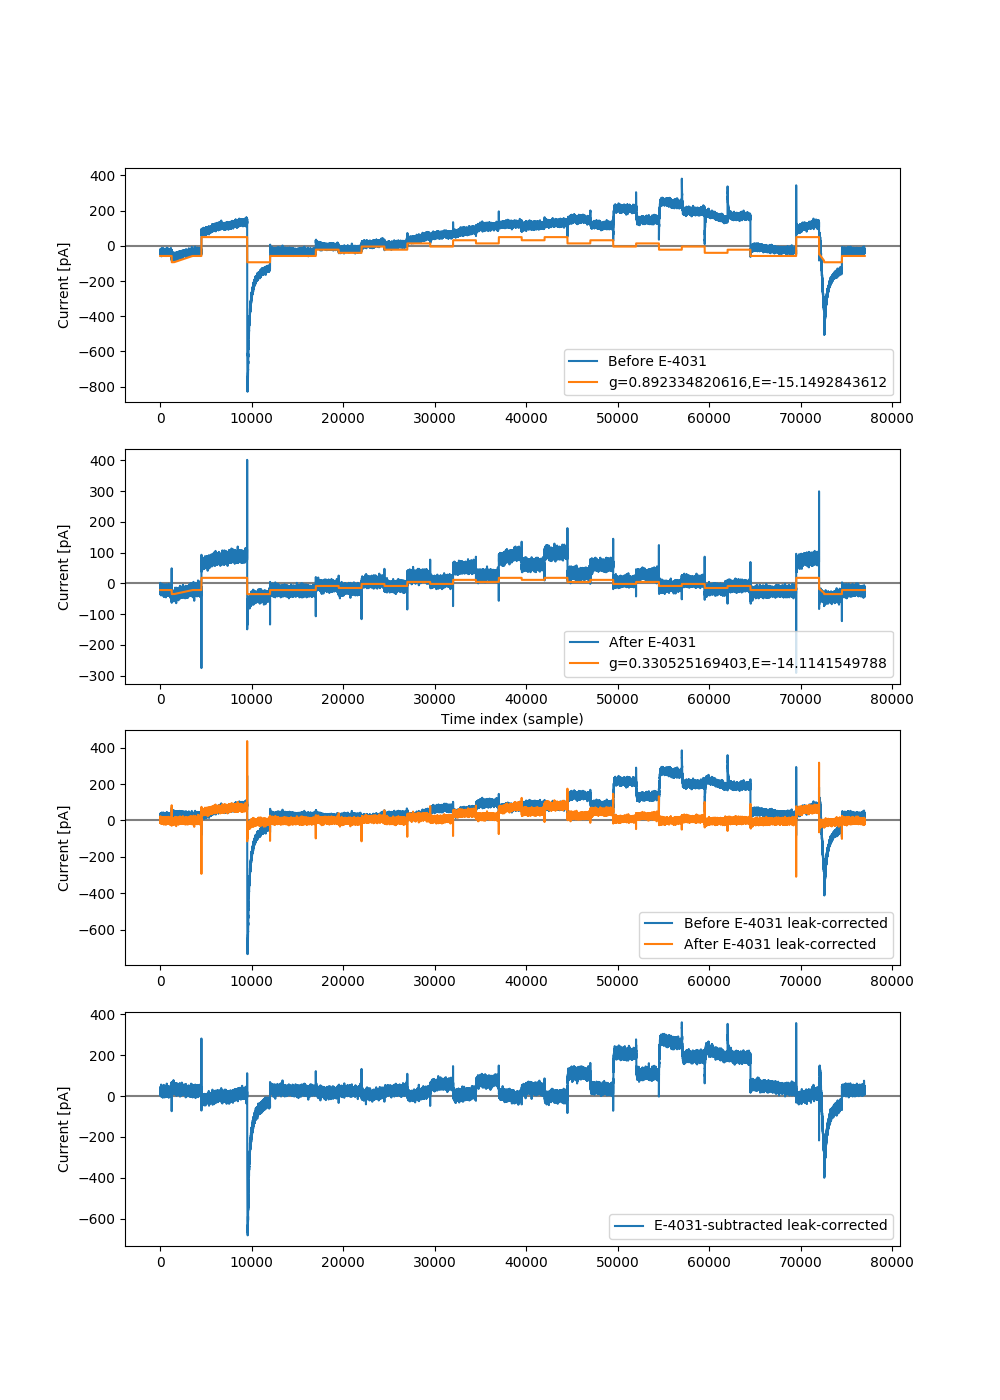 400
200
0
−200
−400
−600
−800
Current [pA]
Before E-4031
g=0.892334820616,E=-15.1492843612
0 10000 20000 30000 40000 50000 60000 70000 80000
400
300
200
100
0
−100
−200
−300
Current [pA]
After E-4031
g=0.330525169403,E=-14.1141549788
0 10000 20000 30000 40000 50000 60000 70000 80000
Time index (sample)
400
200
0
−200
−400
−600
Current [pA]
Before E-4031 leak-corrected
After E-4031 leak-corrected
0 10000 20000 30000 40000 50000 60000 70000 80000
400
200
0
−200
−400
−600
Current [pA]
E-4031-subtracted leak-corrected
0 10000 20000 30000 40000 50000 60000 70000 80000